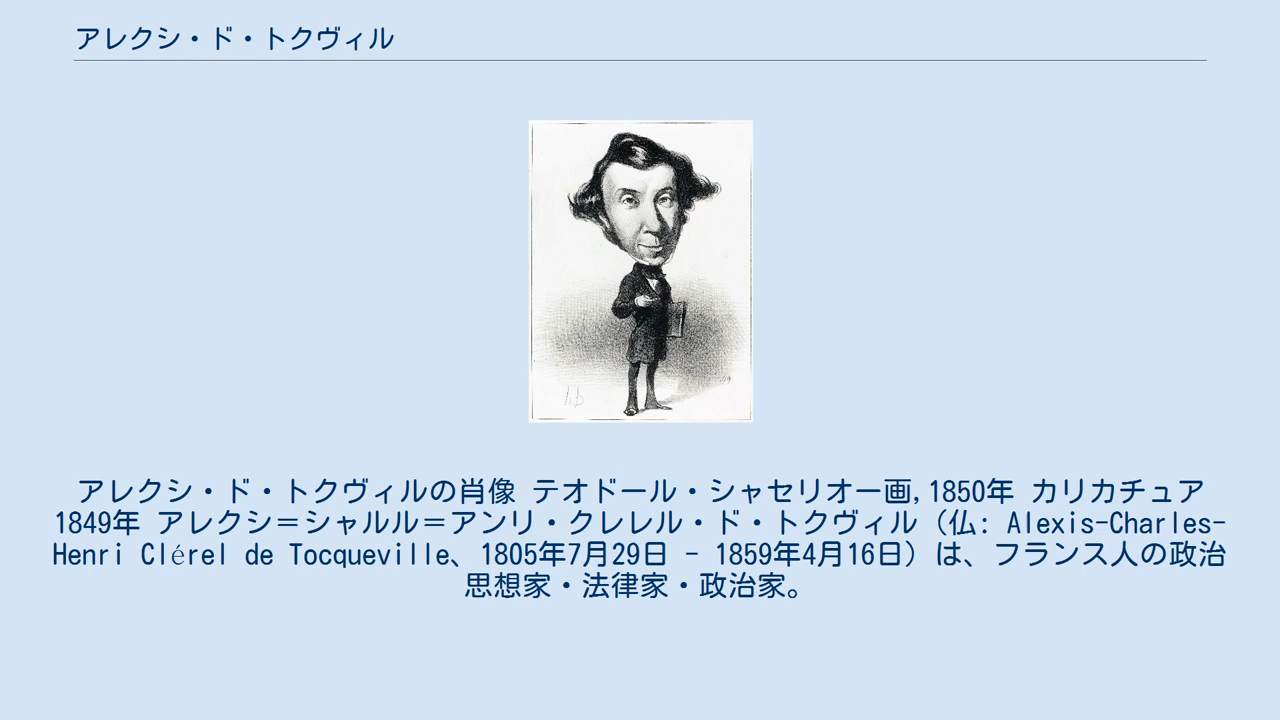 アレクシ・ド・トクヴィル
アレクシ・ド・トクヴィルの肖像 テオドール・シャセリオー画,1850年 カリカチュア
1849年 アレクシ＝シャルル＝アンリ・クレレル・ド・トクヴィル（仏: Alexis-Charles-
Henri Clérel de Tocqueville、1805年7月29日 - 1859年4月16日）は、フランス人の政治
思想家・法律家・政治家。